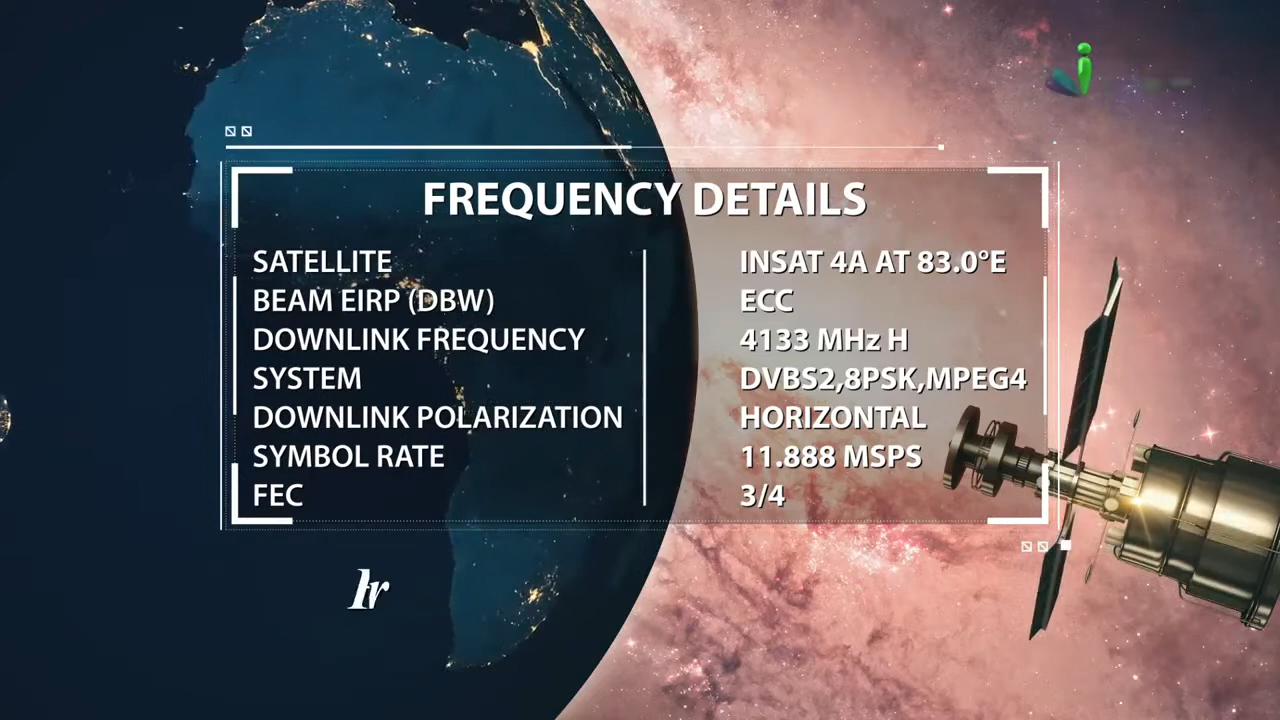 FREQUENCY DETAILS
SATELLITE INSAT 4A AT 83.0°E
BEAM EIRP (DBW) ECC
DOWNLINK FREQUENCY 4133 MHz H
SYSTEM DVBS2,8PSK,MPEG4
DOWNLINK POLARIZATION HORIZONTAL
SYMBOL RATE 11.888 MSPS
FEC 3/4